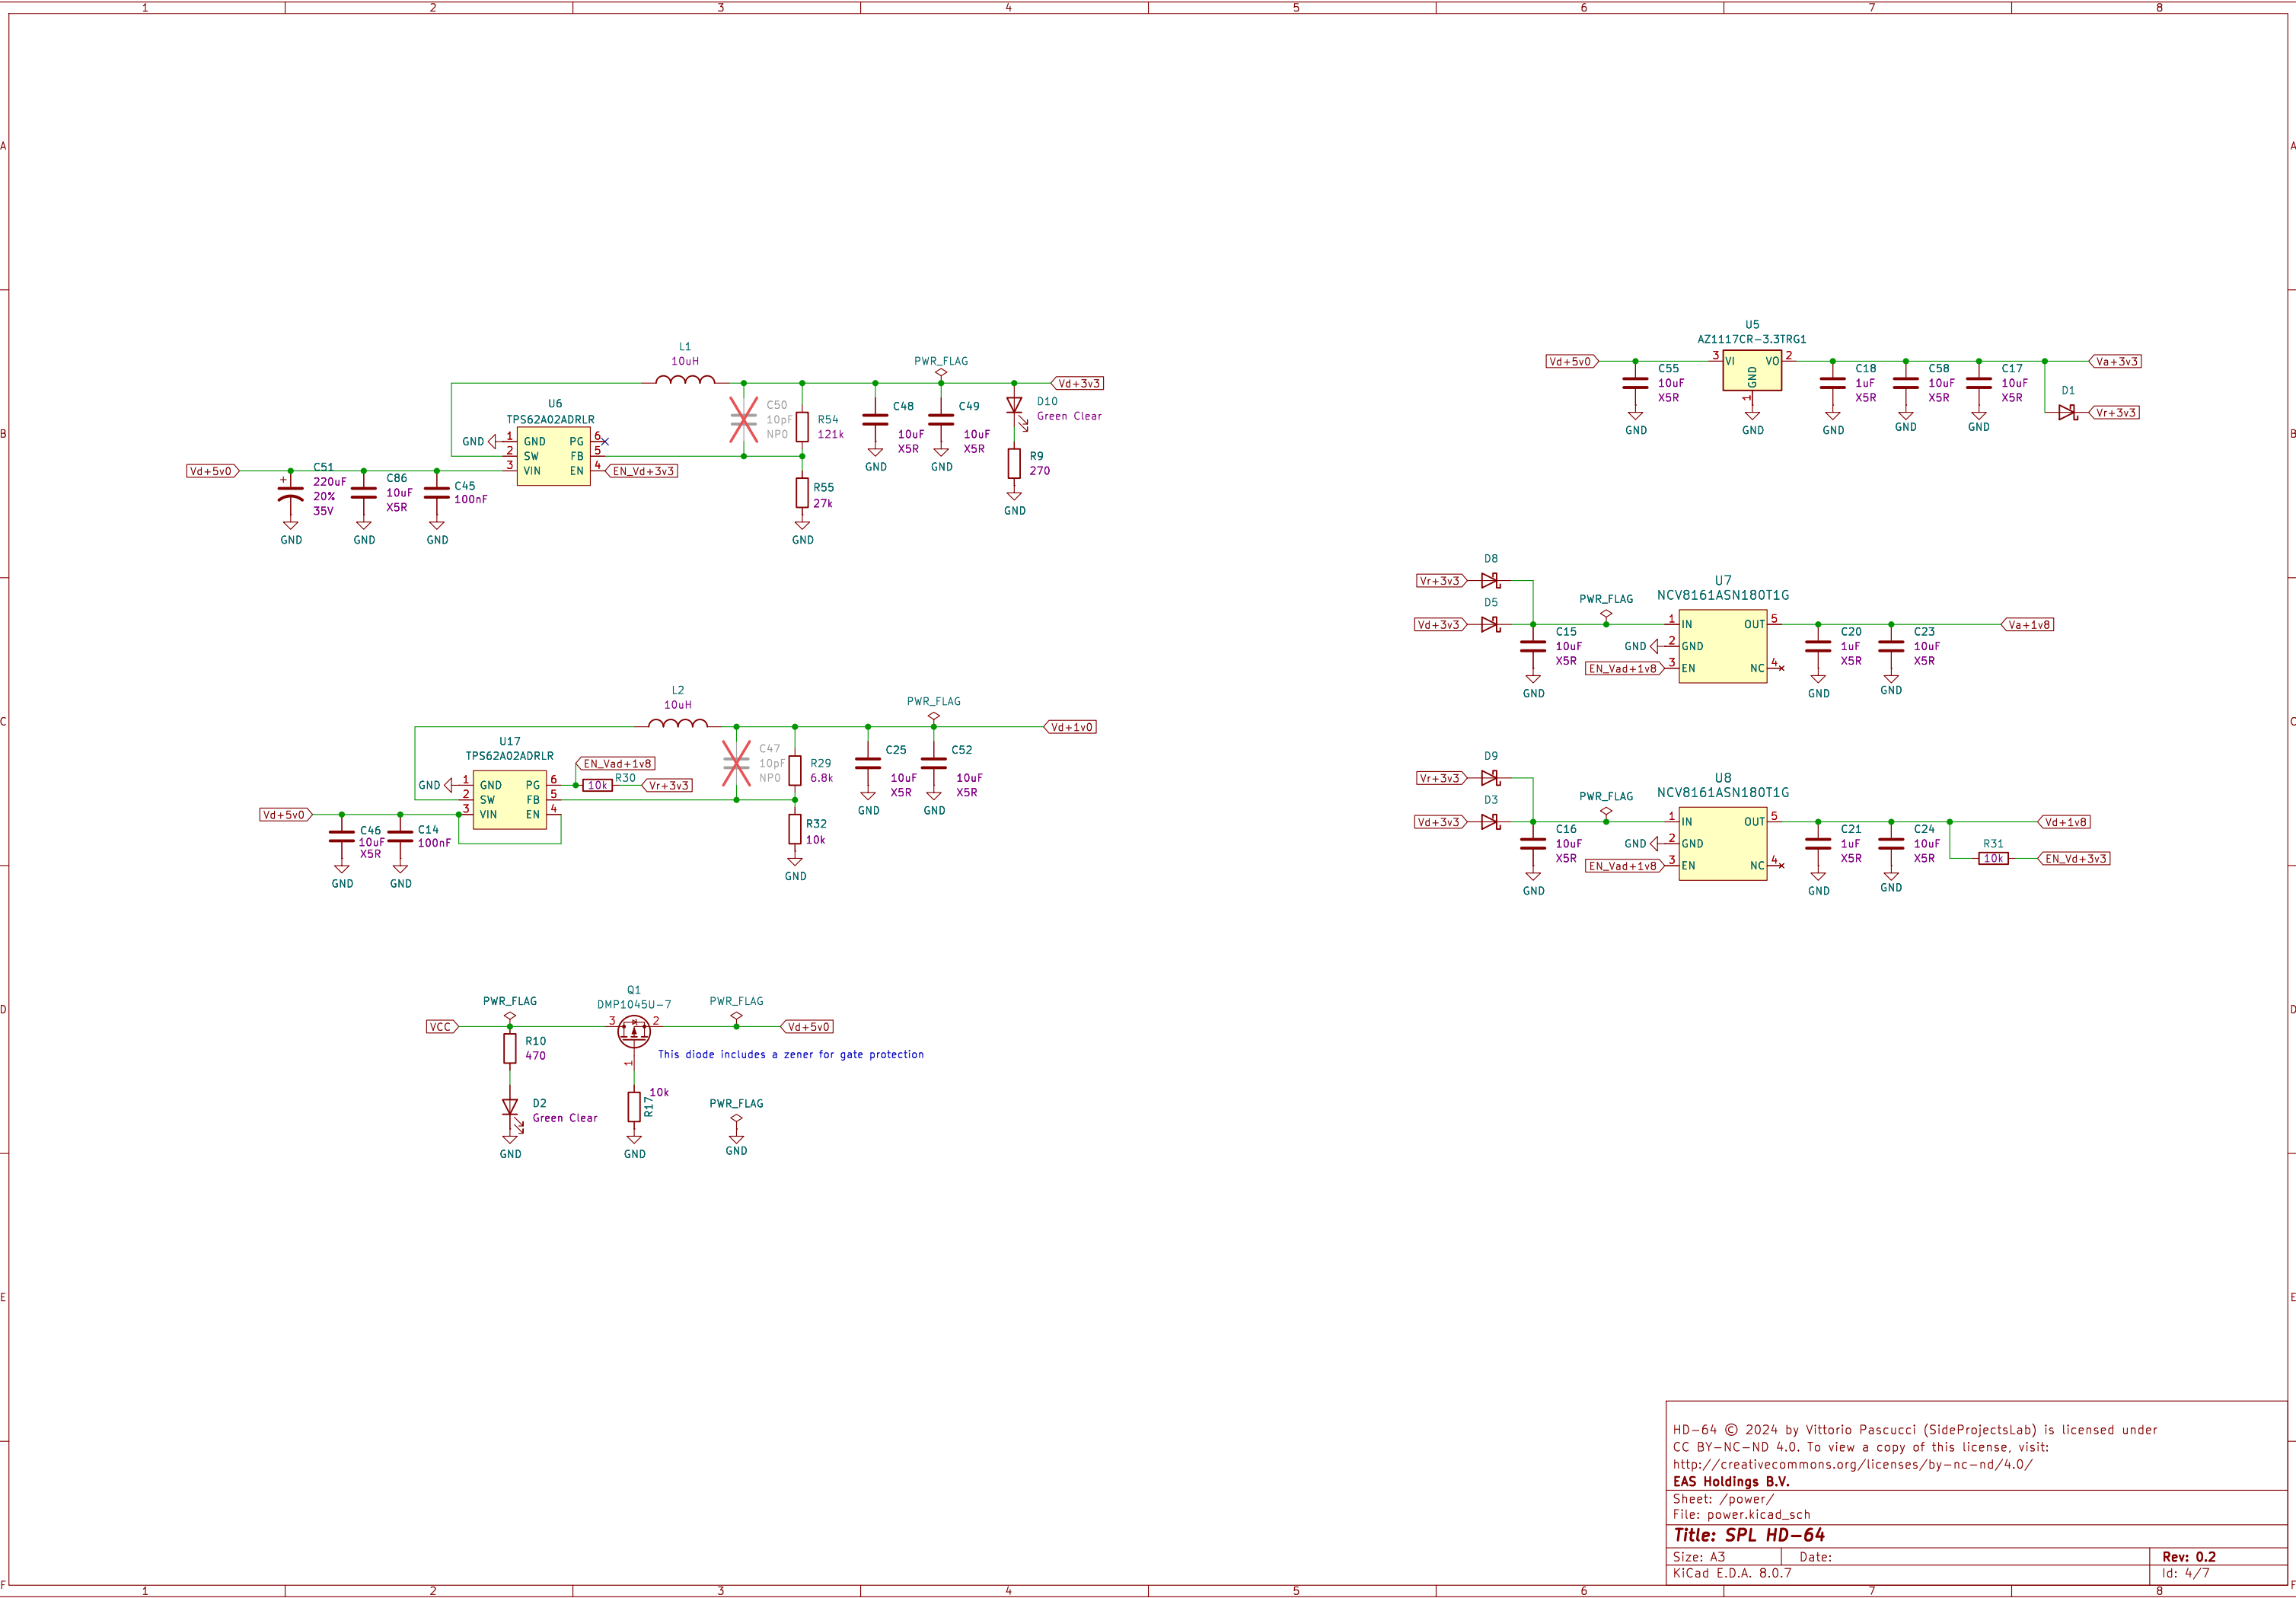 1 2 3 4 5 6 7 8
A A
B B
C C
D D
E E
F F
L1
10uH
PWR_FLAG
Vd+3v3
U6
TPS62A02ADRLR
GND
1 GND PG 6
2 SW FB 5
3 VIN EN 4
EN_Vd+3v3
C50
10pF
NP0
R54
121k
C48
10uF
X5R
GND
C49
10uF
X5R
GND
D10
Green Clear
R9
270
GND
R55
27k
GND
Vd+5v0
C51
+
220uF
20%
35V
GND
C86
10uF
X5R
GND
C45
100nF
GND
U5
AZ1117CR-3.3TRG1
Vd+5v0
3 VI VO 2
GND
1
GND
C55
10uF
X5R
GND
C18
1uF
X5R
GND
C58
10uF
X5R
GND
C17
10uF
X5R
GND
Va+3v3
D1
Vr+3v3
D8
Vr+3v3
D5
Vd+3v3
PWR_FLAG
C15
10uF
X5R
GND
U7
NCV8161ASN180T1G
1 IN OUT 5
GND 2 GND
EN_Vad+1v8 3 EN NC 4
C20
1uF
X5R
GND
C23
10uF
X5R
GND
Va+1v8
L2
10uH
PWR_FLAG
Vd+1v0
U17
TPS62A02ADRLR
GND
1 GND PG 6
2 SW FB 5
3 VIN EN 4
EN_Vad+1v8
R30
10k
Vr+3v3
C47
10pF
NP0
R29
6.8k
C25
10uF
X5R
GND
C52
10uF
X5R
GND
R32
10k
GND
Vd+5v0
C46
10uF
X5R
GND
C14
100nF
GND
D9
Vr+3v3
D3
Vd+3v3
PWR_FLAG
C16
10uF
X5R
GND
U8
NCV8161ASN180T1G
1 IN OUT 5
GND 2 GND
EN_Vad+1v8 3 EN NC 4
C21
1uF
X5R
GND
C24
10uF
X5R
GND
Vd+1v8
R31
10k
EN_Vd+3v3
PWR_FLAG
VCC
Q1
DMP1045U-7
3 2
1
PWR_FLAG
Vd+5v0
R10
470
This diode includes a zener for gate protection
D2
Green Clear
GND
10k
R17
GND
PWR_FLAG
GND
HD-64 © 2024 by Vittorio Pascucci (SideProjectsLab) is licensed under
CC BY-NC-ND 4.0. To view a copy of this license, visit:
http://creativecommons.org/licenses/by-nc-nd/4.0/
EAS Holdings B.V.
Sheet: /power/
File: power.kicad_sch
Title: SPL HD-64
Size: A3 Date: Rev: 0.2
KiCad E.D.A. 8.0.7 Id: 4/7
1 2 3 4 5 6 7 8